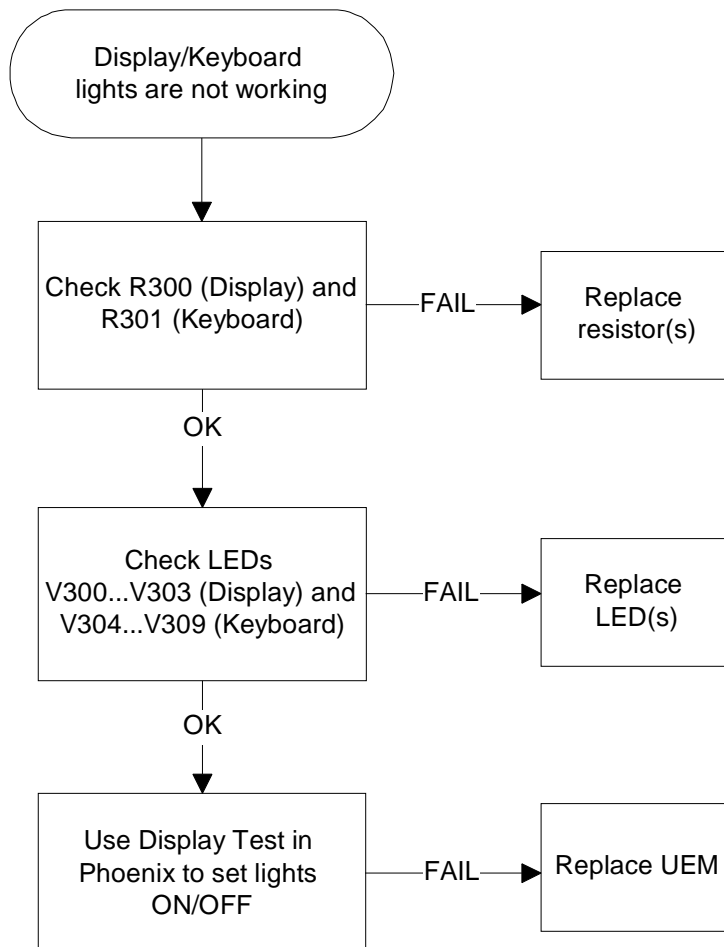 Display/Keyboard
lights are not working
Check R300 (Display) and
R301 (Keyboard)
FAIL
Replace
resistor(s)
OK
Check LEDs
V300...V303 (Display) and
V304...V309 (Keyboard)
FAIL
Replace
LED(s)
OK
Use Display Test in
Phoenix to set lights
ON/OFF
FAIL
Replace UEM